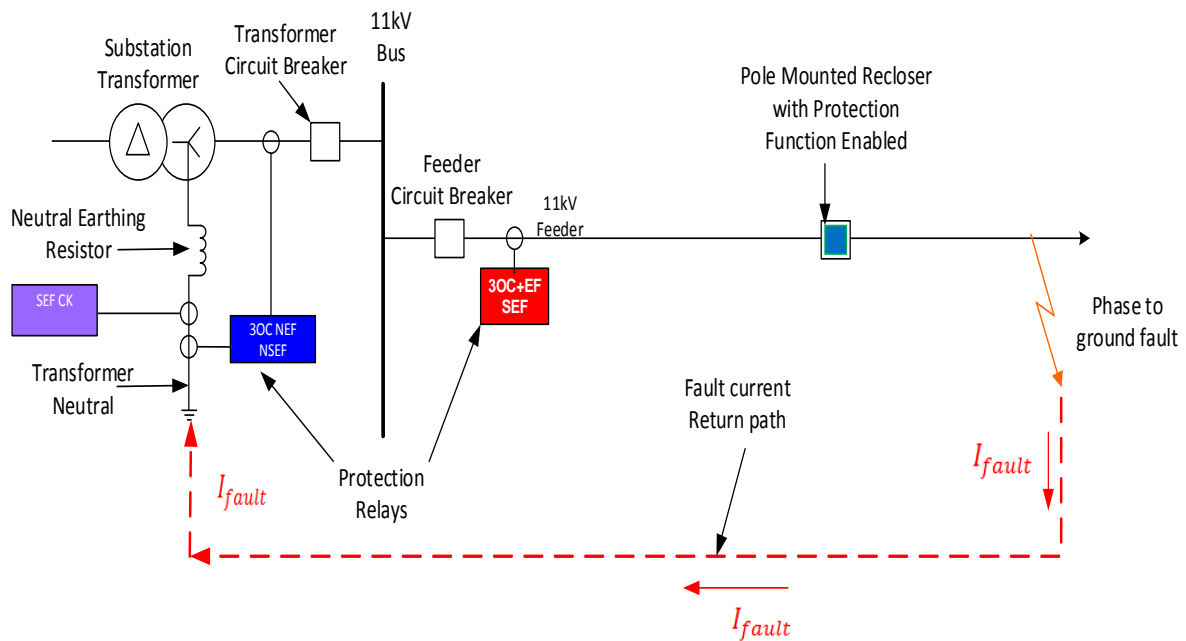 Substation
Transformer
Transformer
Circuit Breaker
11kV
Bus
Pole Mounted Recloser
with Protection
Function Enabled
Feeder
Circuit Breaker
11kV
Feeder
Neutral Earthing
Resistor
SEF CK
3OC NEF
NSEF
3OC+EF
SEF
Phase to
ground fault
Transformer
Neutral
Fault current
Return path
Protection
Relays
I_fault
I_fault
I_fault